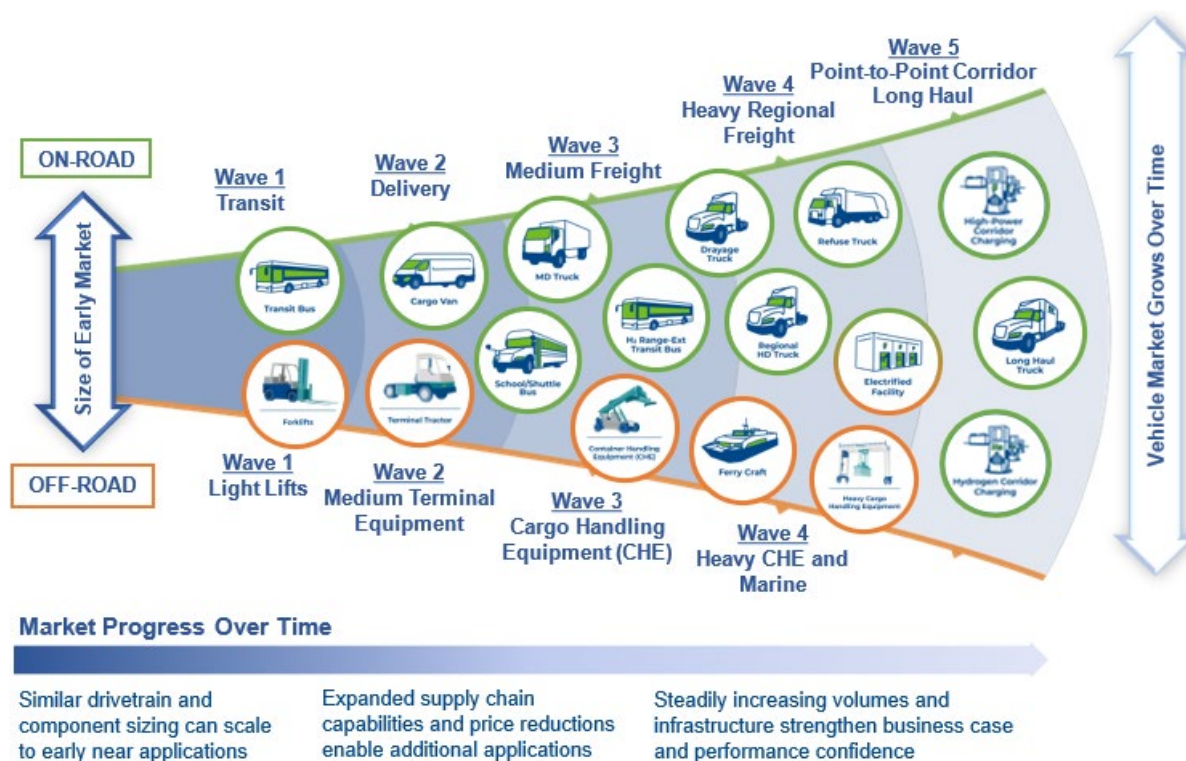 Wave 5
Point-to-Point Corridor
Long Haul
Wave 4
Heavy Regional
Freight
Wave 3
Medium Freight
Wave 2
Delivery
Wave 1
Transit
ON-ROAD
Size of Early Market
OFF-ROAD
Vehicle Market Grows Over Time
Transit Bus
Cargo Van
MD Truck
Drayage
Truck
Refuse Truck
High-Power
Corridor
Charging
School/Shuttle
Bus
H₂ Range-Ext
Transit Bus
Regional
HD Truck
Electrified
Facility
Long Haul
Truck
Forklifts
Terminal Tractor
Container Handling
Equipment (CHE)
Ferry Craft
Heavy Cargo
Handling Equipment
Hydrogen Corridor
Charging
Wave 1
Light Lifts
Wave 2
Medium Terminal
Equipment
Wave 3
Cargo Handling
Equipment (CHE)
Wave 4
Heavy CHE and
Marine
Market Progress Over Time
Similar drivetrain and
component sizing can scale
to early near applications
Expanded supply chain
capabilities and price reductions
enable additional applications
Steadily increasing volumes and
infrastructure strengthen business case
and performance confidence